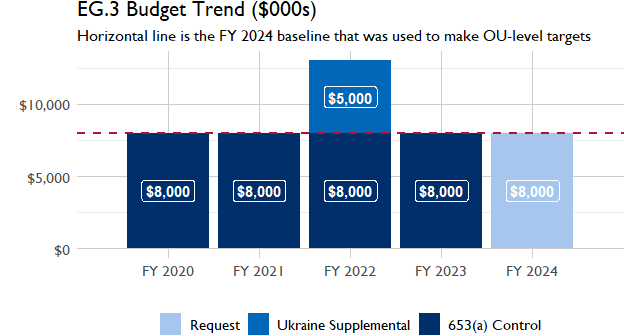 EG.3 Budget Trend ($000s)
Horizontal line is the FY 2024 baseline that was used to make OU-level targets
$10,000
$5,000
$0
$5,000
$8,000 $8,000 $8,000 $8,000 $8,000
FY 2020 FY 2021 FY 2022 FY 2023 FY 2024
Request Ukraine Supplemental 653(a) Control